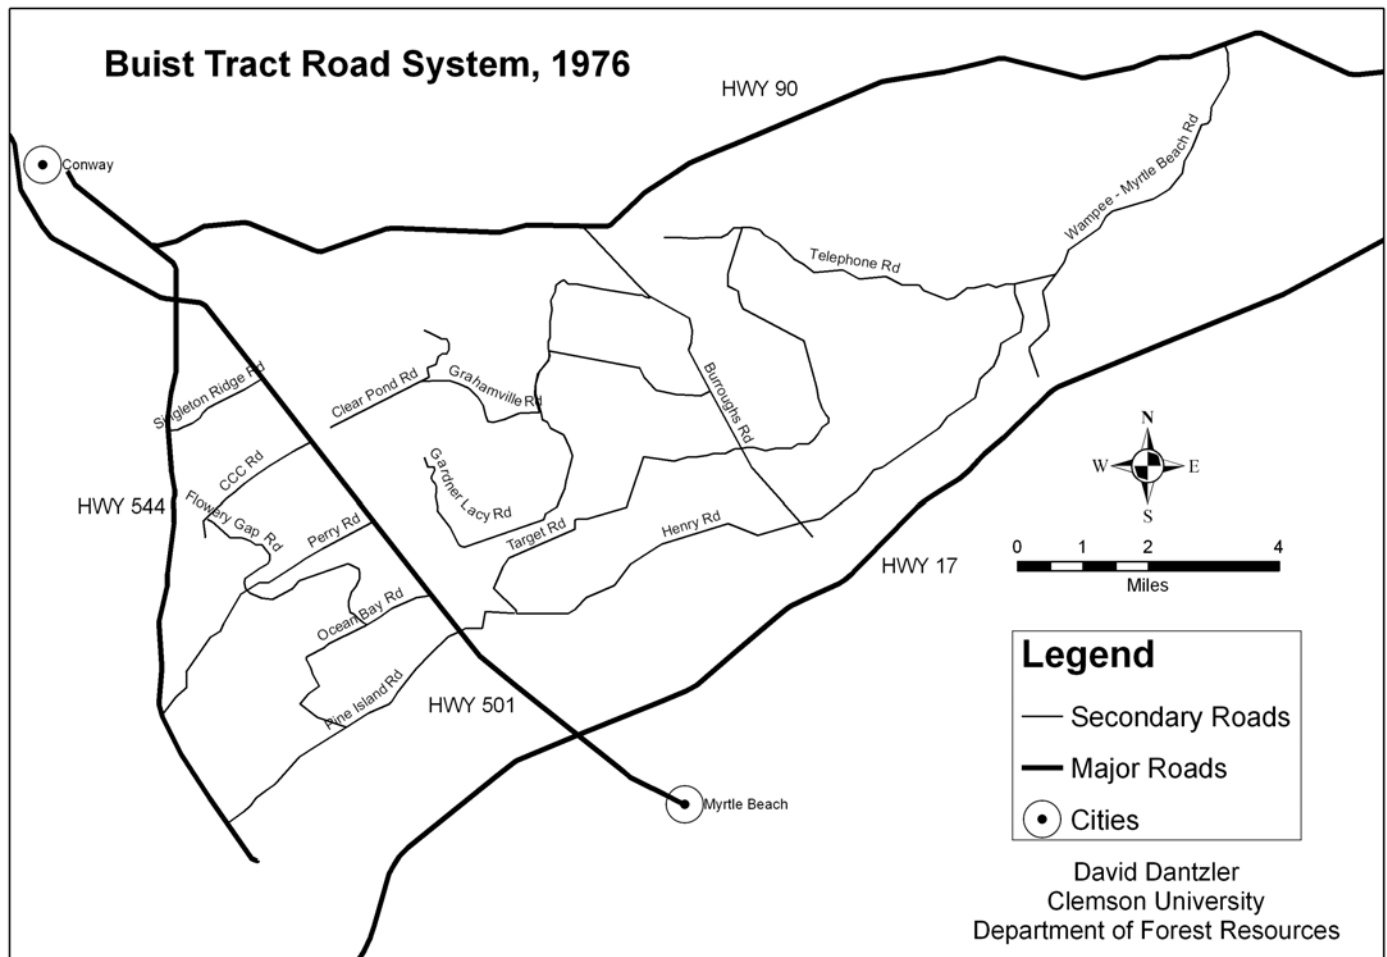 Buist Tract Road System, 1976
HWY 90
Conway
Wampee - Myrtle Beach Rd
Telephone Rd
Singleton Ridge Rd
Clear Pond Rd
Grahamville Rd
Burroughs Rd
CCC Rd
Gardner Lacy Rd
HWY 544
Flowery Gap Rd
Perry Rd
Target Rd
Henry Rd
HWY 17
Ocean Bay Rd
Pine Island Rd
HWY 501
Myrtle Beach
N
W E
S
0 1 2 4
Miles
Legend
Secondary Roads
Major Roads
Cities
David Dantzler
Clemson University
Department of Forest Resources